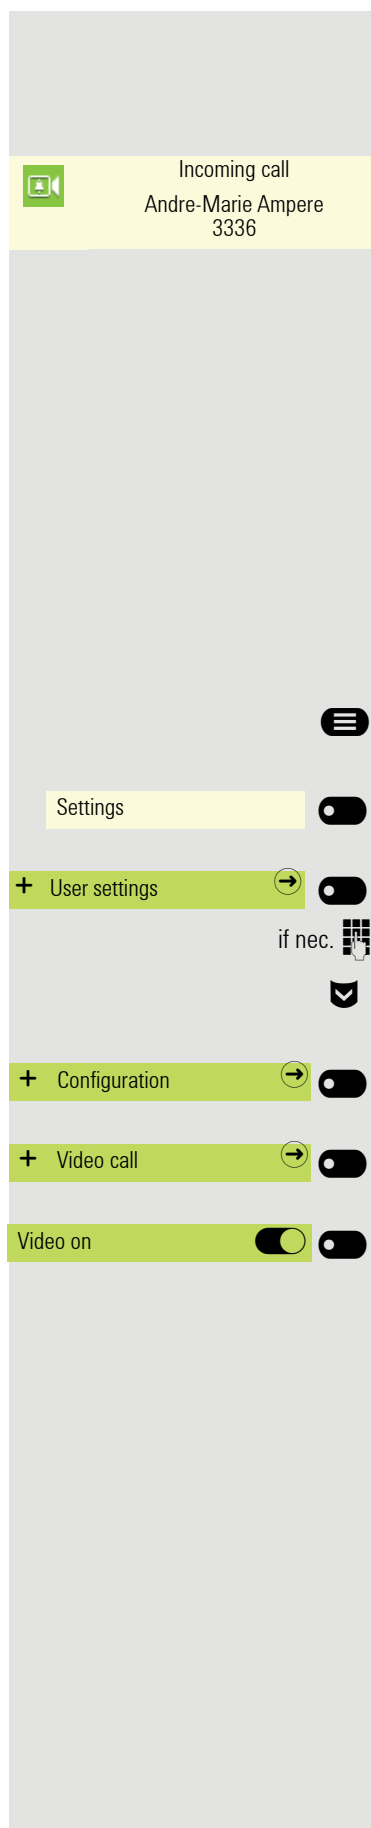 Incoming call
Andre-Marie Ampere
3336
Settings
+ User settings
if nec.
+ Configuration
+ Video call
Video on